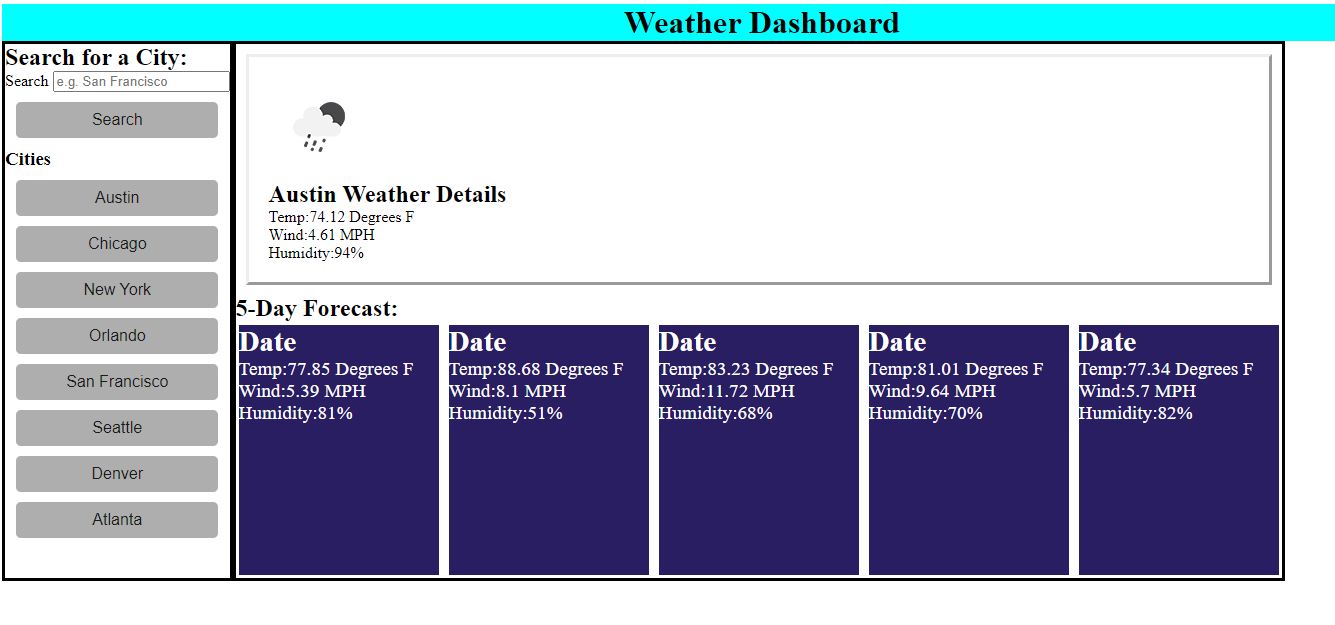 Weather Dashboard
Search for a City:
Search e.g. San Francisco
Search
Cities
Austin
Chicago
New York
Orlando
San Francisco
Seattle
Denver
Atlanta
Austin Weather Details
Temp:74.12 Degrees F
Wind:4.61 MPH
Humidity:94%
5-Day Forecast:
Date
Temp:77.85 Degrees F
Wind:5.39 MPH
Humidity:81%
Date
Temp:88.68 Degrees F
Wind:8.1 MPH
Humidity:51%
Date
Temp:83.23 Degrees F
Wind:11.72 MPH
Humidity:68%
Date
Temp:81.01 Degrees F
Wind:9.64 MPH
Humidity:70%
Date
Temp:77.34 Degrees F
Wind:5.7 MPH
Humidity:82%